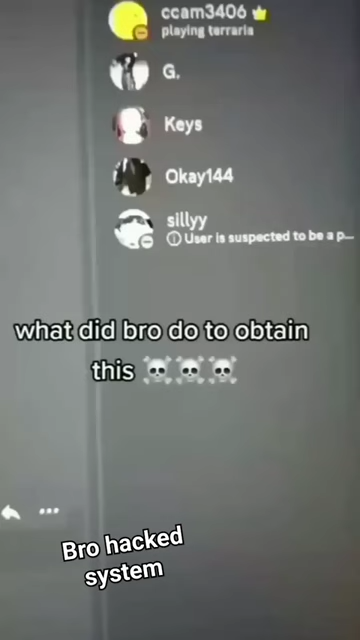 ccam3406
playing terraria
G.
Keys
Okay144
sillyy
User is suspected to be a p...
what did bro do to obtain
this ☠️☠️☠️
Bro hacked
system